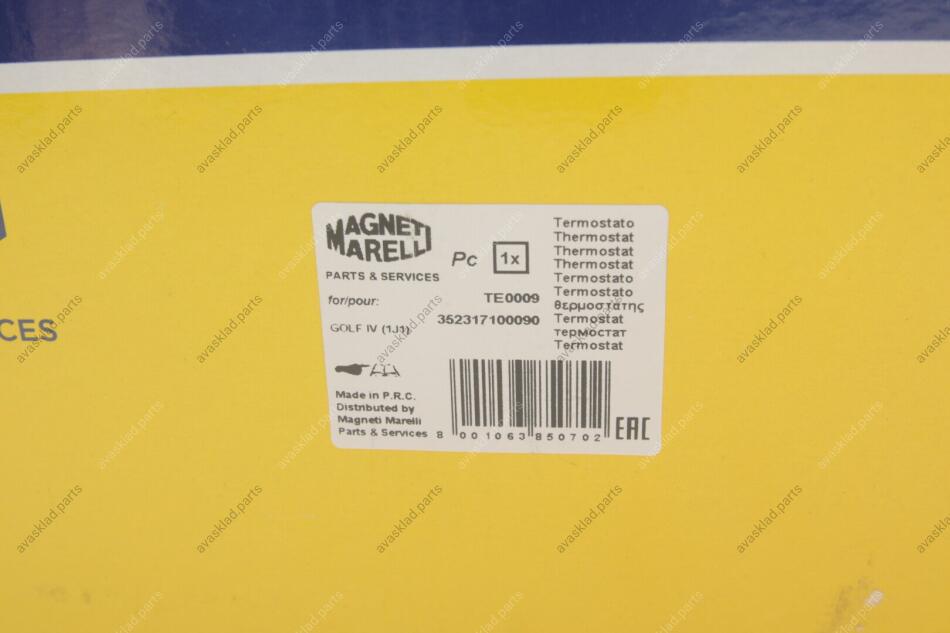 MAGNETI
MARELLI
PARTS & SERVICES
Pc 1x
for/pour:
TE0009
352317100090
GOLF IV (1J1)
Termostato
Thermostat
Thermostat
Thermostat
Termostato
Termostato
θερμοστάτης
Termostat
термостат
Termostat
Made in P.R.C.
Distributed by
Magneti Marelli
Parts & Services
8 001063 850702
EAC
CES
avasklad.parts